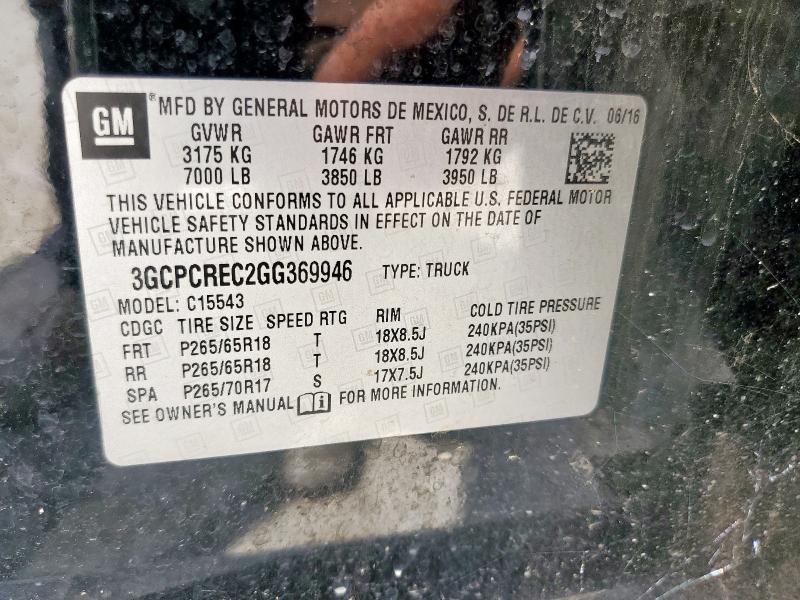 GM ® MFD BY GENERAL MOTORS DE MEXICO, S. DE R.L. DE C.V. 06/16
GVWR GAWR FRT GAWR RR
3175 KG 1746 KG 1792 KG
7000 LB 3850 LB 3950 LB
THIS VEHICLE CONFORMS TO ALL APPLICABLE U.S. FEDERAL MOTOR
VEHICLE SAFETY STANDARDS IN EFFECT ON THE DATE OF
MANUFACTURE SHOWN ABOVE.
3GCPCREC2GG369946 TYPE: TRUCK
MODEL: C15543
CDGC TIRE SIZE SPEED RTG RIM COLD TIRE PRESSURE
FRT P265/65R18 T 18X8.5J 240KPA(35PSI)
RR P265/65R18 T 18X8.5J 240KPA(35PSI)
SPA P265/70R17 S 17X7.5J 240KPA(35PSI)
SEE OWNER'S MANUAL FOR MORE INFORMATION.